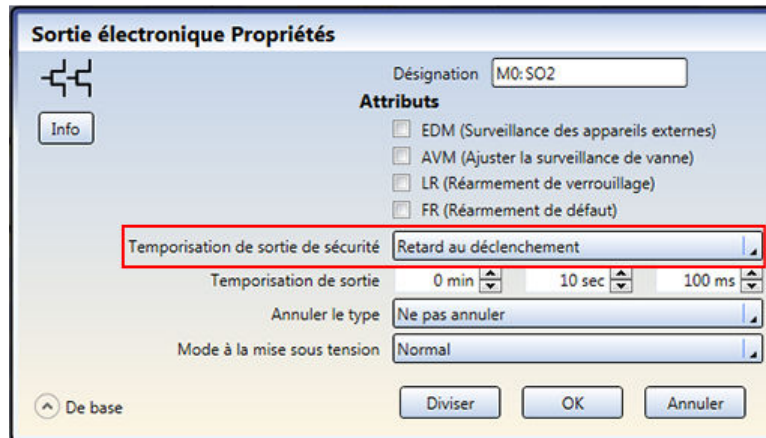 Sortie électronique Propriétés
Désignation M0:SO2
Attributs
Info
EDM (Surveillance des appareils externes)
AVM (Ajuster la surveillance de vanne)
LR (Réarmement de verrouillage)
FR (Réarmement de défaut)
Temporisation de sortie de sécurité Retard au déclenchement
Temporisation de sortie 0 min 10 sec 100 ms
Annuler le type Ne pas annuler
Mode à la mise sous tension Normal
De base Diviser OK Annuler